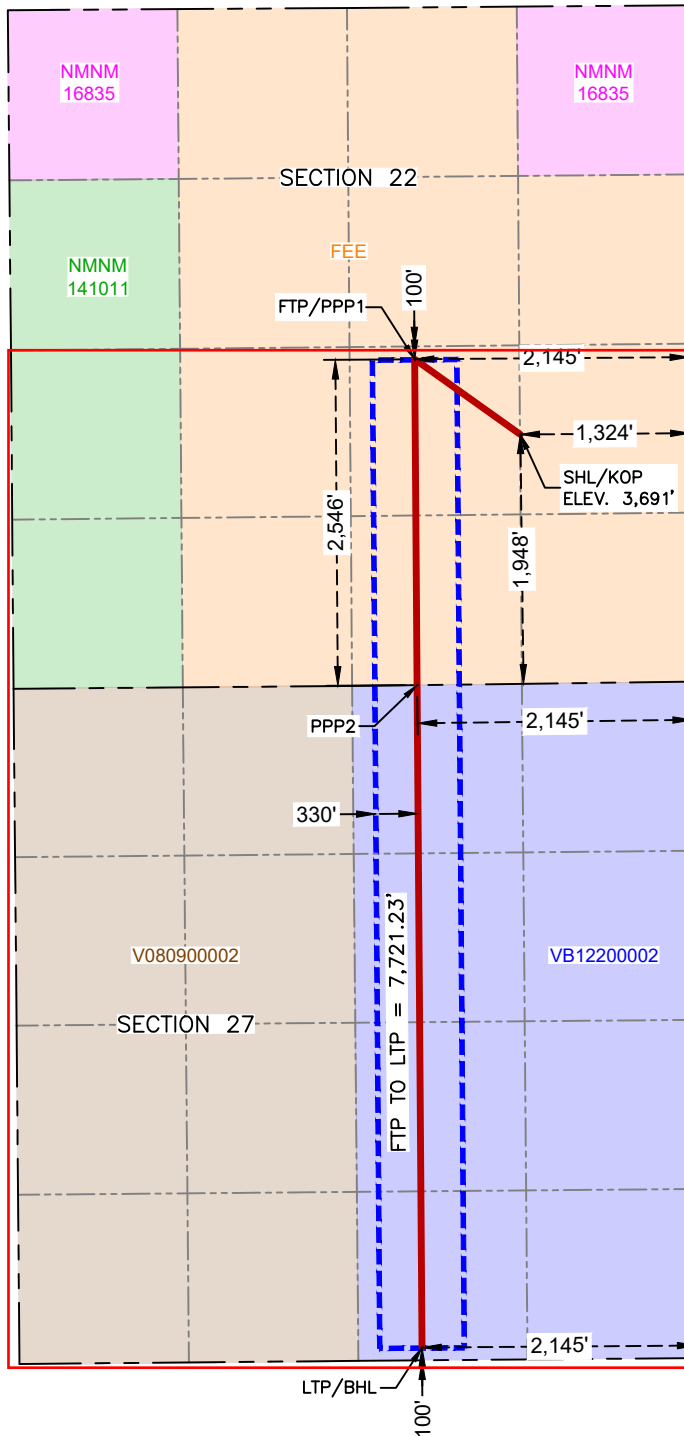 NMNM
16835
NMNM
16835
SECTION 22
FEE
NMNM
141011
100'
FTP/PPP1
2,145'
1,324'
SHL/KOP
ELEV. 3,691'
2,546'
1,948'
PPP2
2,145'
330'
FTP TO LTP = 7,721.23'
V080900002
VB12200002
SECTION 27
2,145'
LTP/BHL
100'